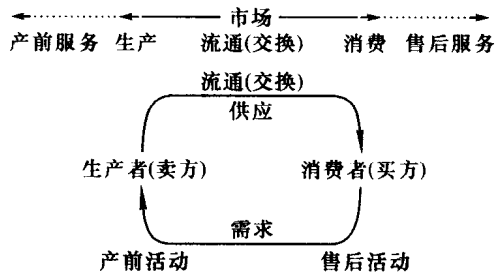 市场
产前服务 生产 流通(交换) 消费 售后服务
流通(交换)
供应
生产者(卖方) 消费者(买方)
需求
产前活动 售后活动